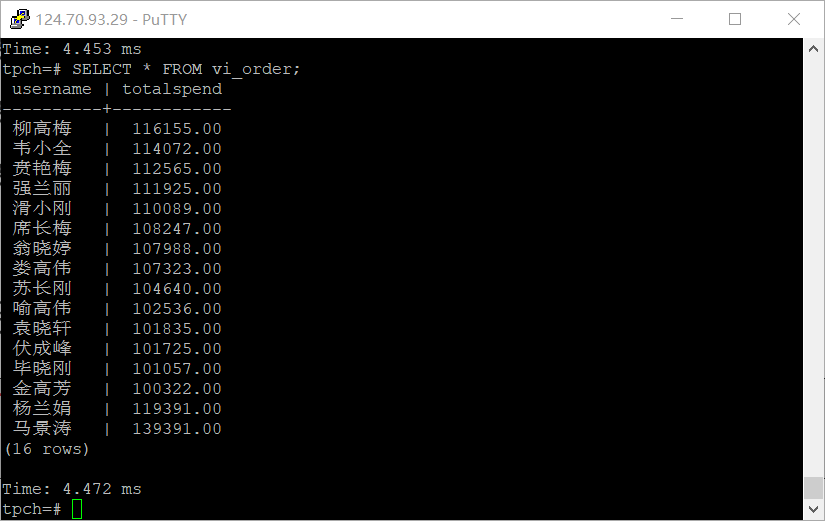 124.70.93.29 - PuTTY
Time: 4.453 ms
tpch=# SELECT * FROM vi_order;
 username | totalspend
----------+------------
 柳高梅   |  116155.00
 韦小全   |  114072.00
 贲艳梅   |  112565.00
 强兰丽   |  111925.00
 滑小刚   |  110089.00
 席长梅   |  108247.00
 翁晓婷   |  107988.00
 娄高伟   |  107323.00
 苏长刚   |  104640.00
 喻高伟   |  102536.00
 袁晓轩   |  101835.00
 伏成峰   |  101725.00
 毕晓刚   |  101057.00
 金高芳   |  100322.00
 杨兰娟   |  119391.00
 马景涛   |  139391.00
(16 rows)
Time: 4.472 ms
tpch=#